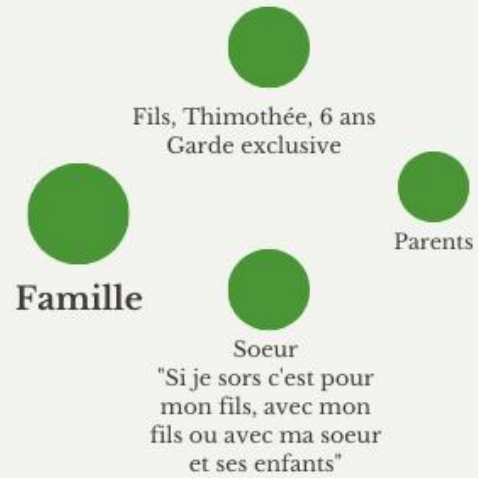 Fils, Thimothée, 6 ans
Garde exclusive
Parents
Famille
Soeur
"Si je sors c'est pour
mon fils, avec mon
fils ou avec ma soeur
et ses enfants"